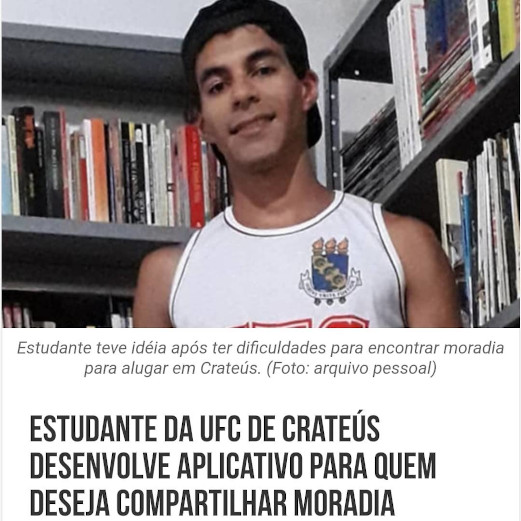 Estudante teve idéia após ter dificuldades para encontrar moradia
para alugar em Crateús. (Foto: arquivo pessoal)
ESTUDANTE DA UFC DE CRATEÚS
DESENVOLVE APLICATIVO PARA QUEM
DESEJA COMPARTILHAR MORADIA